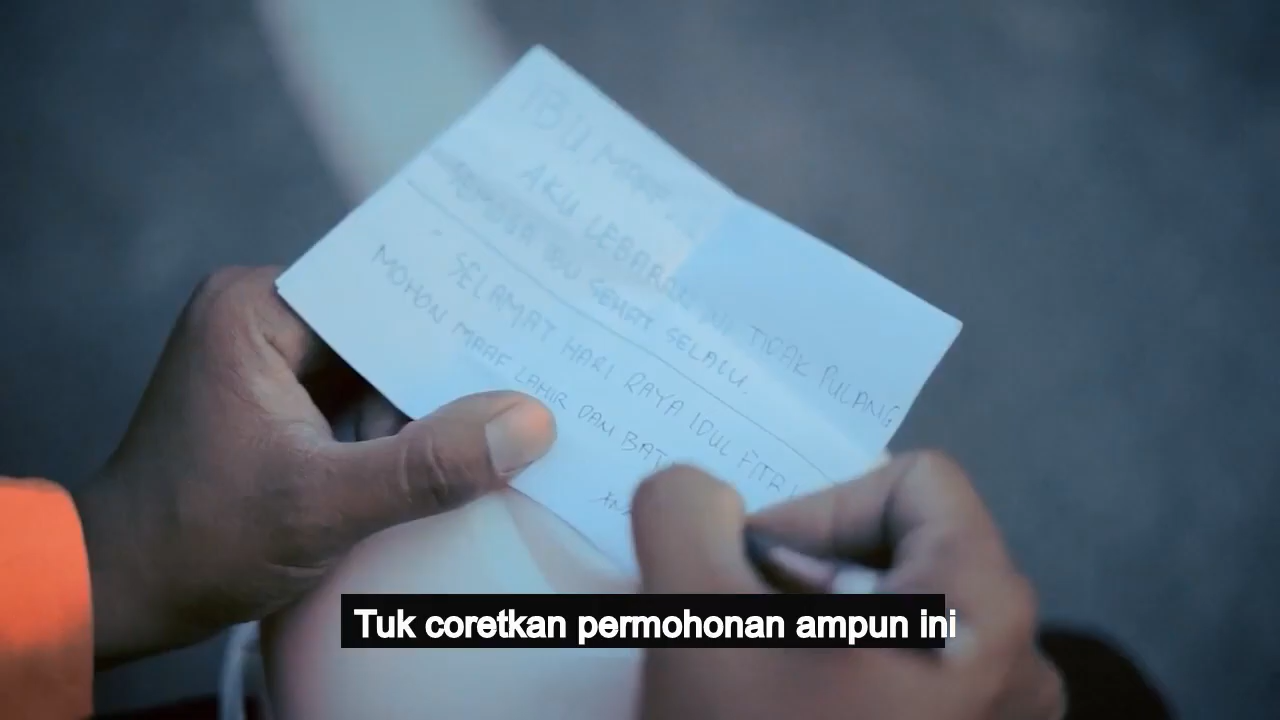 IBU MAAF
AKU LEBARAN INI TIDAK PULANG
SEMOGA IBU SEHAT SELALU.
SELAMAT HARI RAYA IDUL FITRI
MOHON MAAF LAHIR DAN
Tuk coretkan permohonan ampun ini